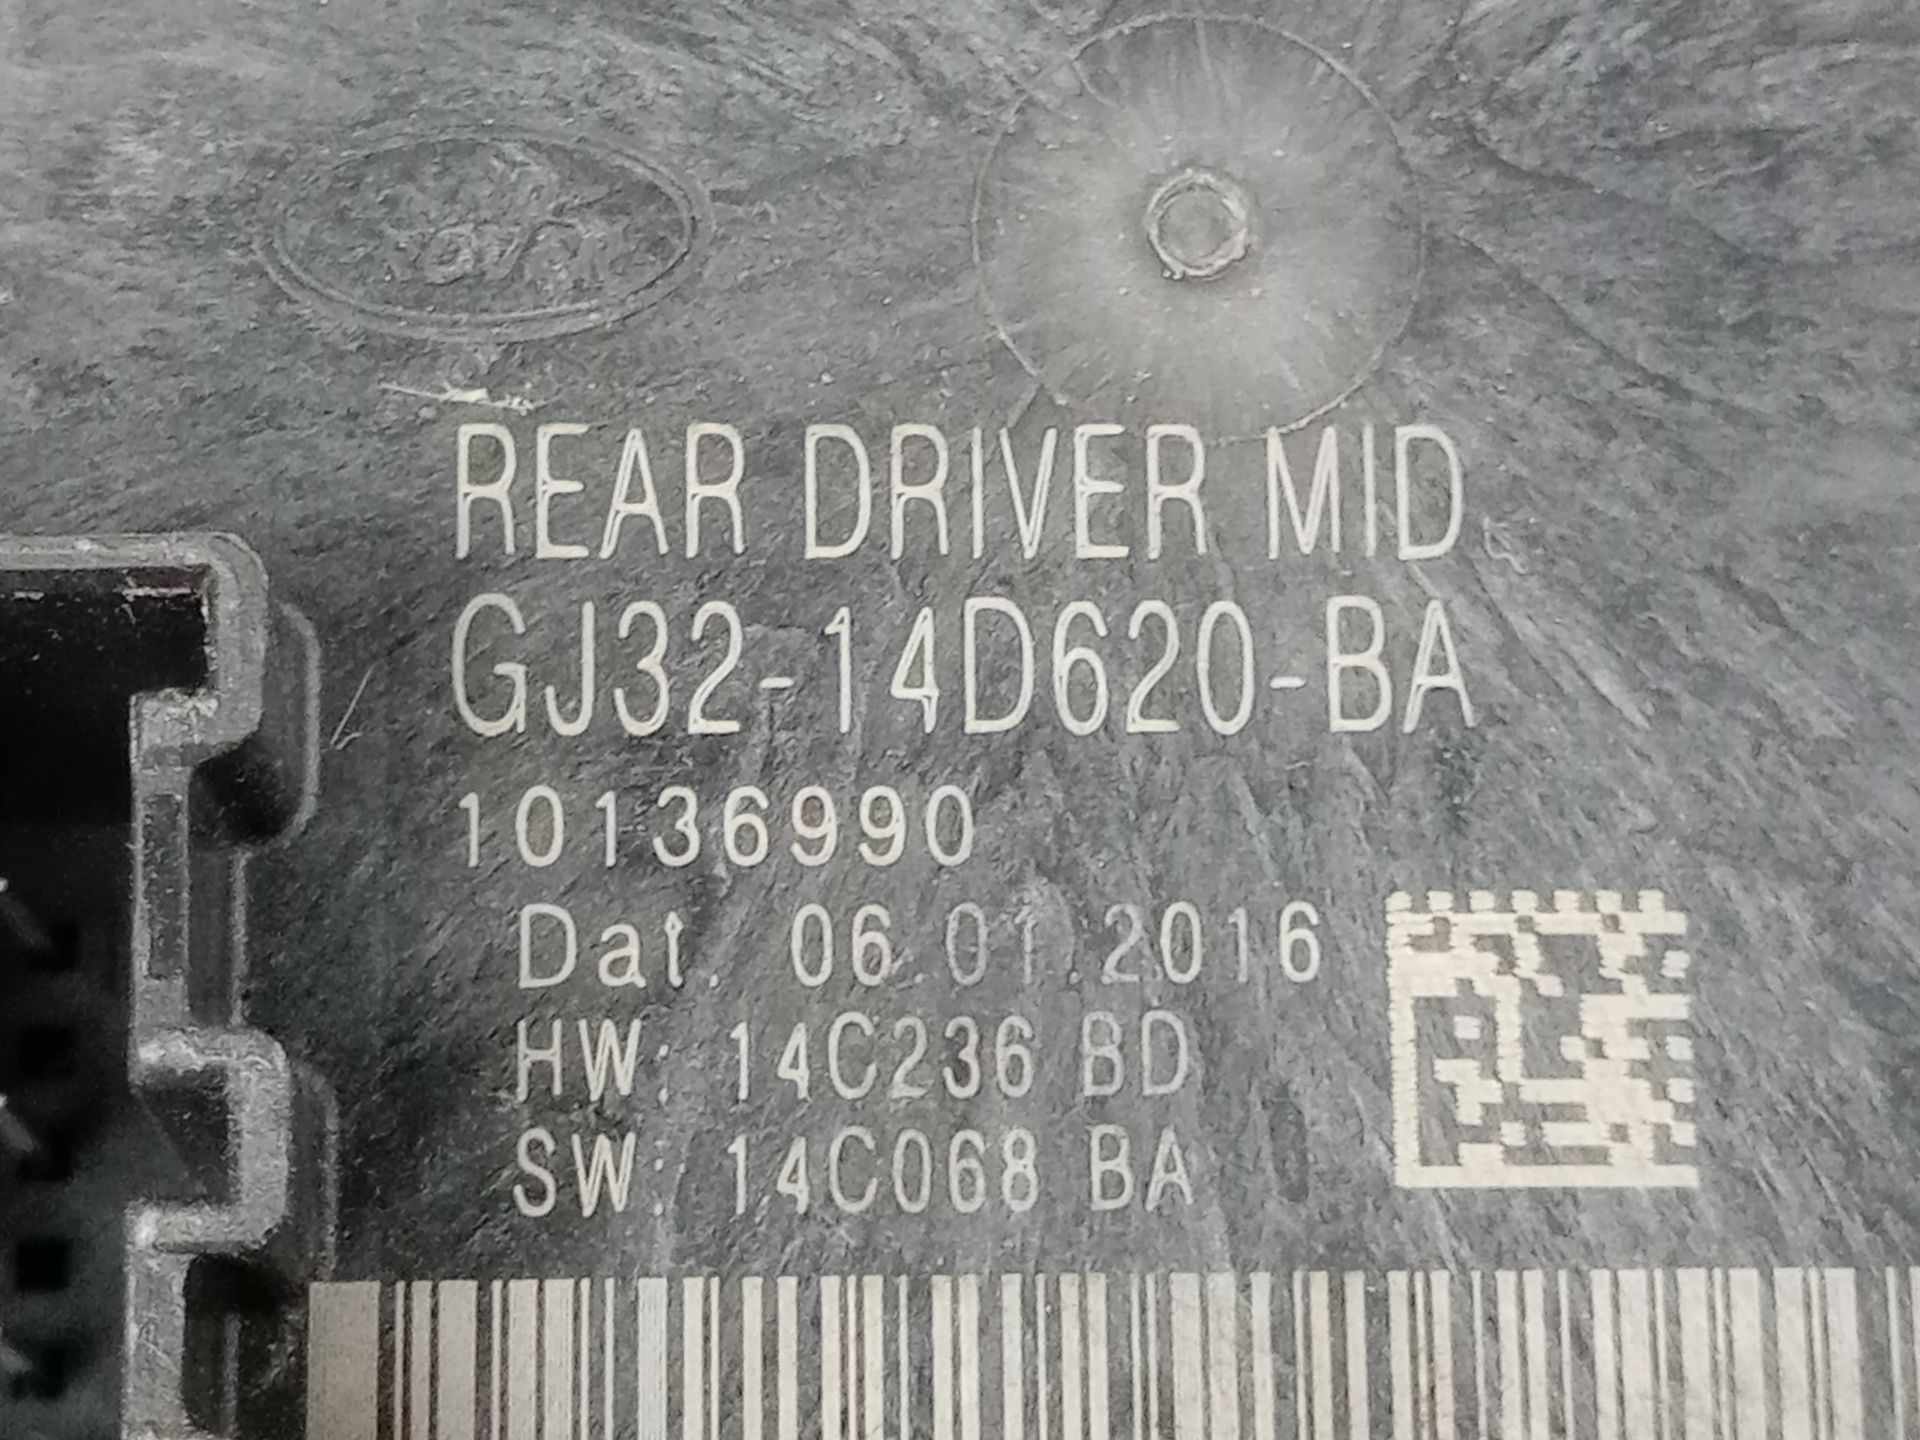 REAR DRIVER MID
GJ32-14D620-BA
10136990
Dat. 06.01.2016
HW: 14C236 BD
SW: 14C068 BA